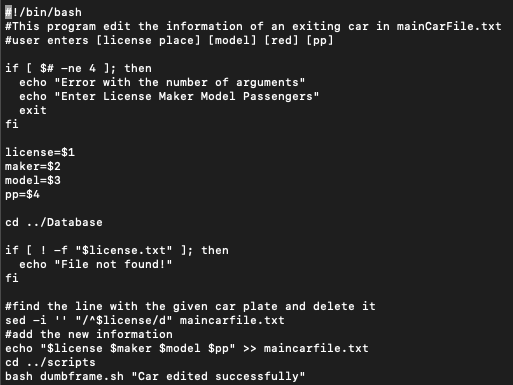 #!/bin/bash
#This program edit the information of an exiting car in mainCarFile.txt
#user enters [license place] [model] [red] [pp]

if [ $# -ne 4 ]; then
  echo "Error with the number of arguments"
  echo "Enter License Maker Model Passengers"
  exit
fi

license=$1
maker=$2
model=$3
pp=$4

cd ../Database

if [ ! -f "$license.txt" ]; then
  echo "File not found!"
fi

#find the line with the given car plate and delete it
sed -i '' "/^$license/d" maincarfile.txt
#add the new information
echo "$license $maker $model $pp" >> maincarfile.txt
cd ../scripts
bash dumbframe.sh "Car edited successfully"